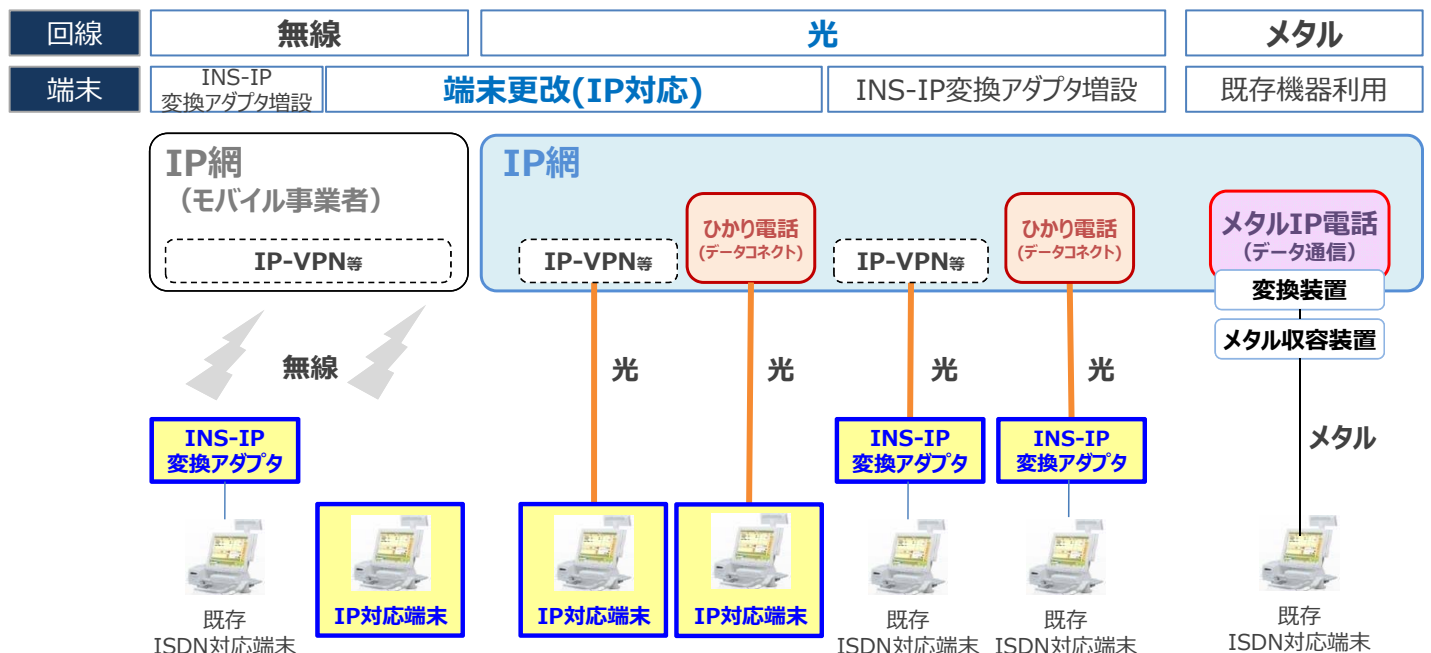 回線
無線
光
メタル
端末
INS-IP
変換アダプタ増設
端末更改(IP対応)
INS-IP変換アダプタ増設
既存機器利用
IP網
（モバイル事業者）
IP-VPN等
IP網
IP-VPN等
ひかり電話
(データコネクト)
IP-VPN等
ひかり電話
(データコネクト)
メタルIP電話
（データ通信）
変換装置
メタル収容装置
無線
光
光
光
光
メタル
INS-IP
変換アダプタ
INS-IP
変換アダプタ
INS-IP
変換アダプタ
既存
ISDN対応端末
IP対応端末
IP対応端末
IP対応端末
既存
ISDN対応端末
既存
ISDN対応端末
既存
ISDN対応端末